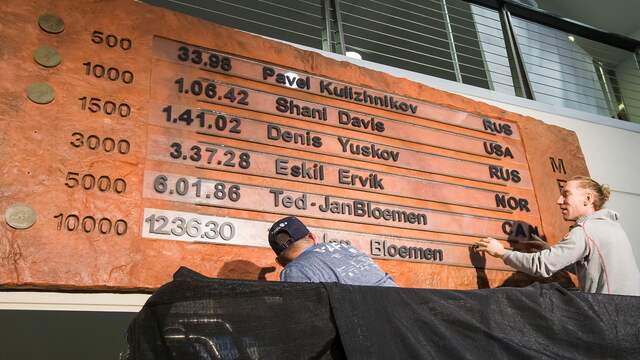 500 33.98 Pavel Kulizhnikov RUS
1000 1.06.42 Shani Davis USA
1500 1.41.02 Denis Yuskov RUS
3000 3.37.28 Eskil Ervik NOR
5000 6.01.86 Ted-JanBloemen CAN
10000 12.36.30 Bloemen
M